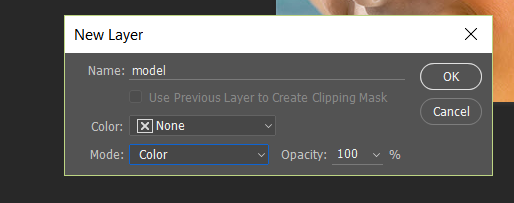 New Layer
Name: model
OK
Use Previous Layer to Create Clipping Mask
Cancel
Color: None
Mode: Color Opacity: 100 %